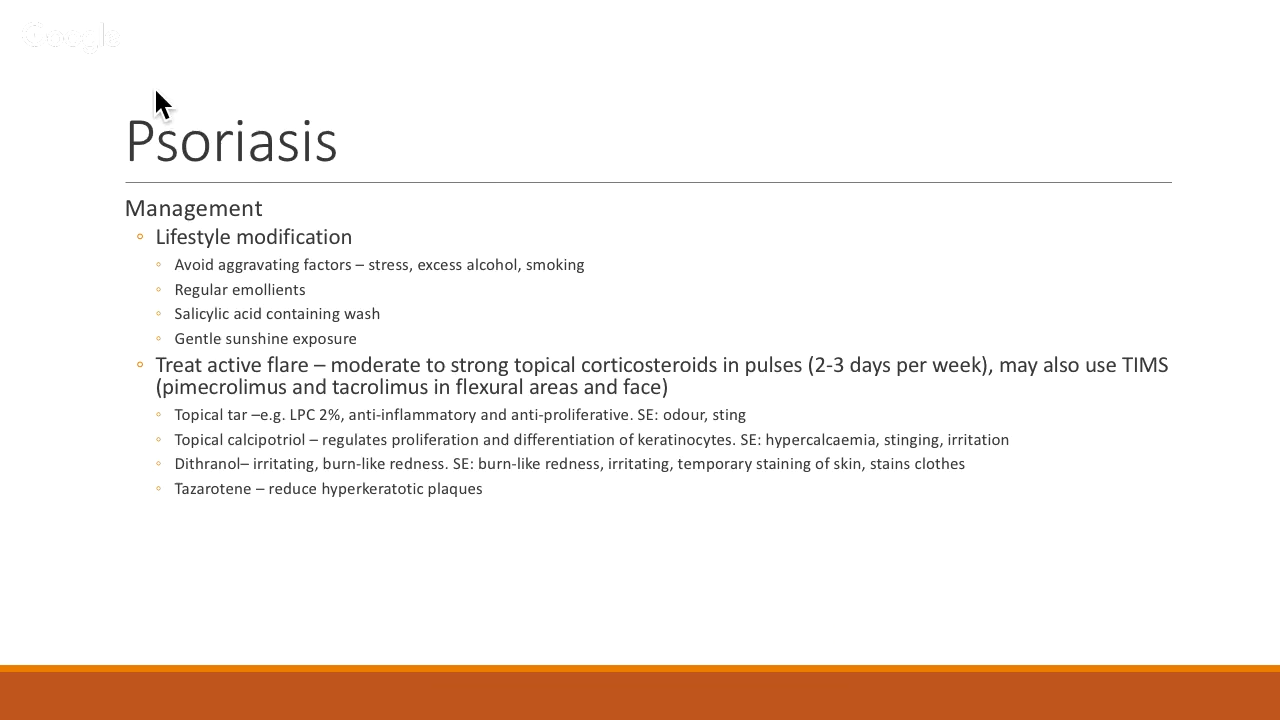 Google
Psoriasis
Management
◦ Lifestyle modification
◦ Avoid aggravating factors – stress, excess alcohol, smoking
◦ Regular emollients
◦ Salicylic acid containing wash
◦ Gentle sunshine exposure
◦ Treat active flare – moderate to strong topical corticosteroids in pulses (2-3 days per week), may also use TIMS
(pimecrolimus and tacrolimus in flexural areas and face)
◦ Topical tar –e.g. LPC 2%, anti-inflammatory and anti-proliferative. SE: odour, sting
◦ Topical calcipotriol – regulates proliferation and differentiation of keratinocytes. SE: hypercalcaemia, stinging, irritation
◦ Dithranol– irritating, burn-like redness. SE: burn-like redness, irritating, temporary staining of skin, stains clothes
◦ Tazarotene – reduce hyperkeratotic plaques